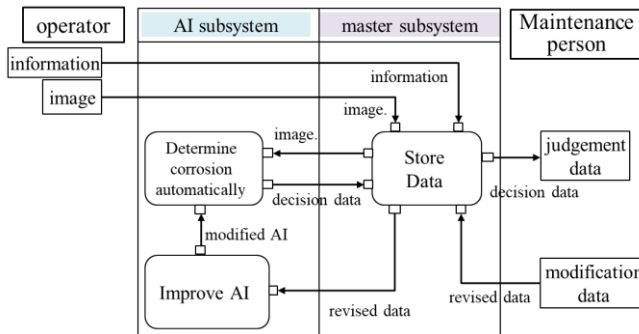 operator
AI subsystem
master subsystem
Maintenance
person
information
image
information
image.
image.
Determine
corrosion
automatically
Store
Data
judgement
data
decision data
decision data
modified AI
Improve AI
revised data
revised data
modification
data